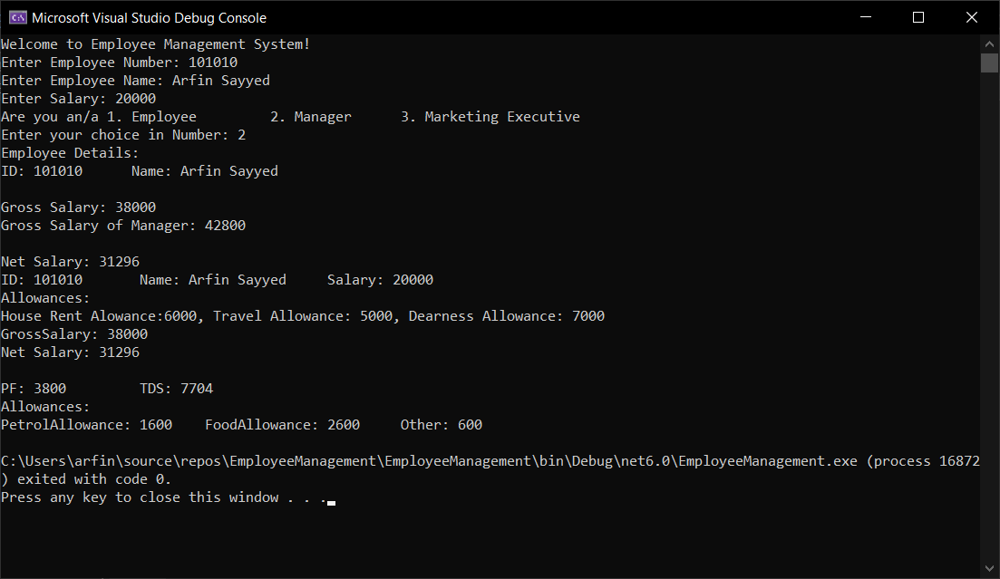 Microsoft Visual Studio Debug Console
Welcome to Employee Management System!
Enter Employee Number: 101010
Enter Employee Name: Arfin Sayyed
Enter Salary: 20000
Are you an/a 1. Employee         2. Manager      3. Marketing Executive
Enter your choice in Number: 2
Employee Details:
ID: 101010      Name: Arfin Sayyed
Gross Salary: 38000
Gross Salary of Manager: 42800
Net Salary: 31296
ID: 101010       Name: Arfin Sayyed     Salary: 20000
Allowances:
House Rent Alowance:6000, Travel Allowance: 5000, Dearness Allowance: 7000
GrossSalary: 38000
Net Salary: 31296
PF: 3800         TDS: 7704
Allowances:
PetrolAllowance: 1600    FoodAllowance: 2600     Other: 600
C:\Users\arfin\source\repos\EmployeeManagement\EmployeeManagement\bin\Debug\net6.0\EmployeeManagement.exe (process 16872
) exited with code 0.
Press any key to close this window . . .